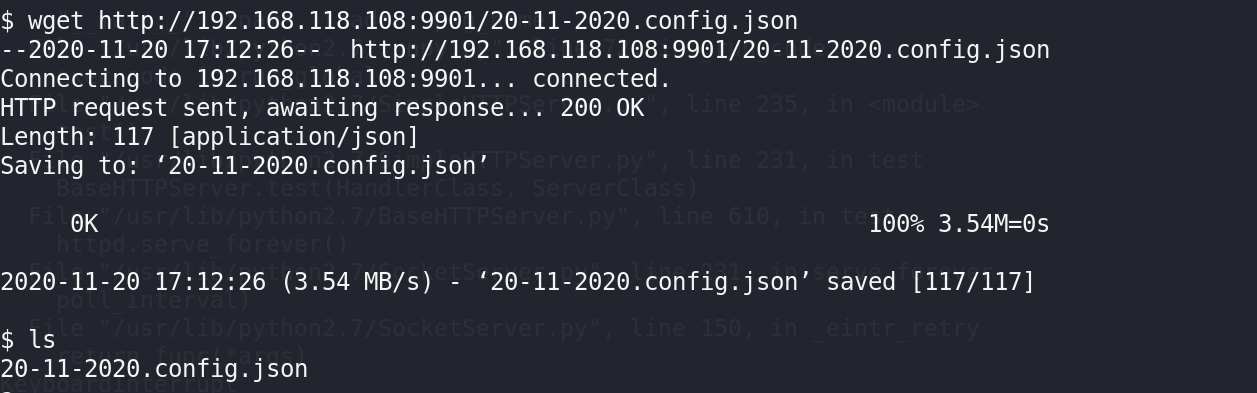 $ wget http://192.168.118.108:9901/20-11-2020.config.json
--2020-11-20 17:12:26--  http://192.168.118.108:9901/20-11-2020.config.json
Connecting to 192.168.118.108:9901... connected.
HTTP request sent, awaiting response... 200 OK
Length: 117 [application/json]
Saving to: ‘20-11-2020.config.json’
     0K                                                       100% 3.54M=0s
2020-11-20 17:12:26 (3.54 MB/s) - ‘20-11-2020.config.json’ saved [117/117]
$ ls
20-11-2020.config.json